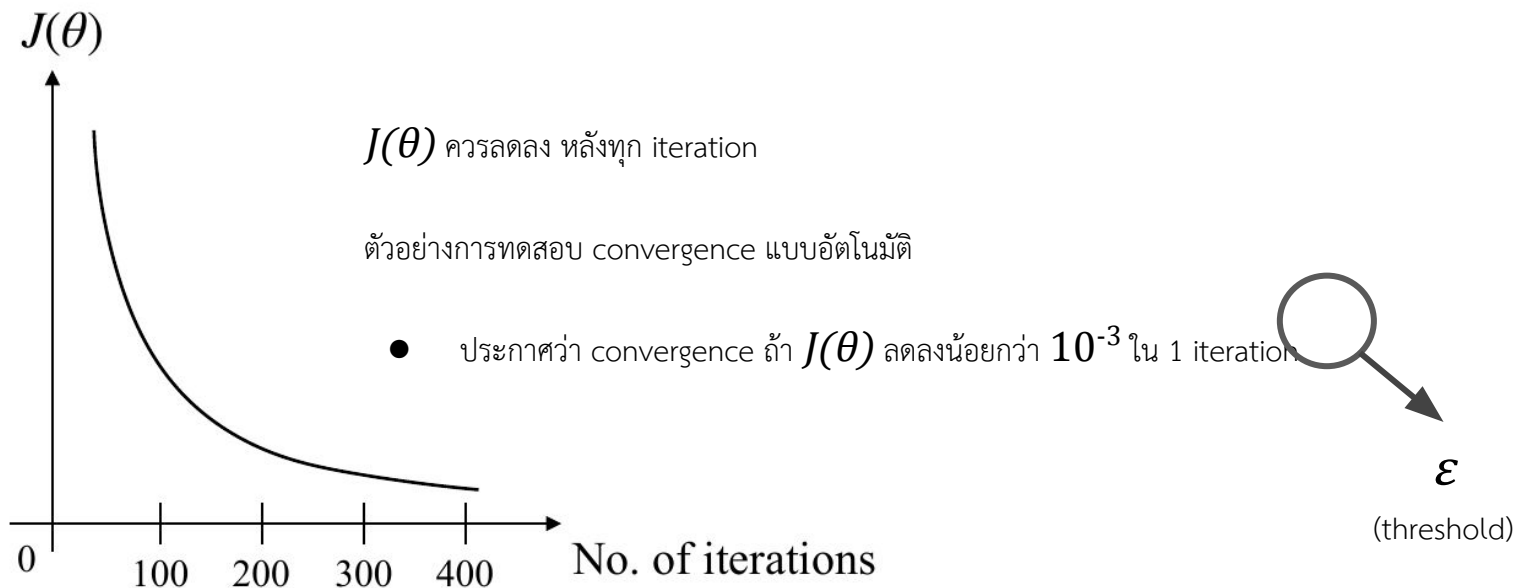 J(θ)
J(θ) ควรลดลง หลังทุก iteration
ตัวอย่างการทดสอบ convergence แบบอัตโนมัติ
● ประกาศว่า convergence ถ้า J(θ) ลดลงน้อยกว่า 10⁻³ ใน 1 iteration
ε
(threshold)
0 100 200 300 400
No. of iterations